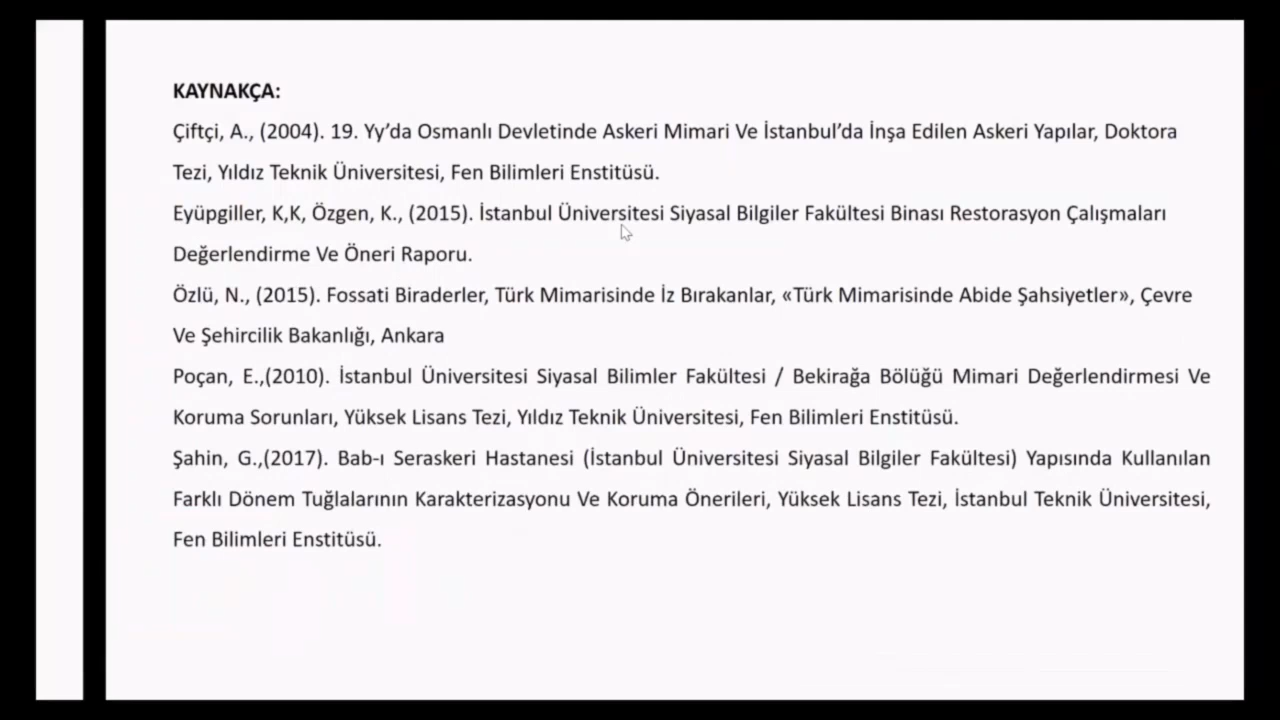 KAYNAKÇA:
Çiftçi, A., (2004). 19. Yy’da Osmanlı Devletinde Askeri Mimari Ve İstanbul’da İnşa Edilen Askeri Yapılar, Doktora
Tezi, Yıldız Teknik Üniversitesi, Fen Bilimleri Enstitüsü.
Eyüpgiller, K,K, Özgen, K., (2015). İstanbul Üniversitesi Siyasal Bilgiler Fakültesi Binası Restorasyon Çalışmaları
Değerlendirme Ve Öneri Raporu.
Özlü, N., (2015). Fossati Biraderler, Türk Mimarisinde İz Bırakanlar, «Türk Mimarisinde Abide Şahsiyetler», Çevre
Ve Şehircilik Bakanlığı, Ankara
Poçan, E.,(2010). İstanbul Üniversitesi Siyasal Bilimler Fakültesi / Bekirağa Bölüğü Mimari Değerlendirmesi Ve
Koruma Sorunları, Yüksek Lisans Tezi, Yıldız Teknik Üniversitesi, Fen Bilimleri Enstitüsü.
Şahin, G.,(2017). Bab-ı Seraskeri Hastanesi (İstanbul Üniversitesi Siyasal Bilgiler Fakültesi) Yapısında Kullanılan
Farklı Dönem Tuğlalarının Karakterizasyonu Ve Koruma Önerileri, Yüksek Lisans Tezi, İstanbul Teknik Üniversitesi,
Fen Bilimleri Enstitüsü.